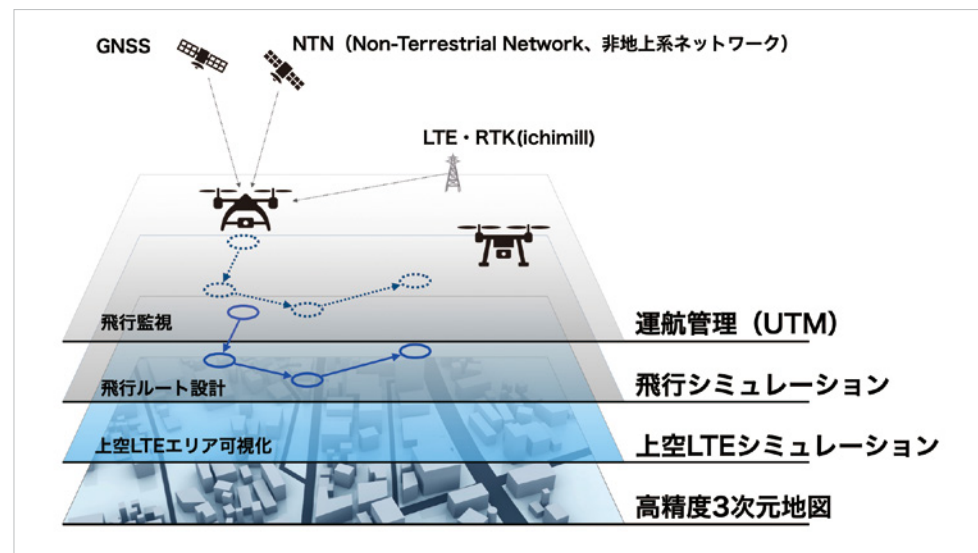 GNSS
NTN（Non-Terrestrial Network、非地上系ネットワーク）
LTE・RTK(ichimill)
飛行監視
運航管理（UTM）
飛行ルート設計
飛行シミュレーション
上空LTEエリア可視化
上空LTEシミュレーション
高精度3次元地図